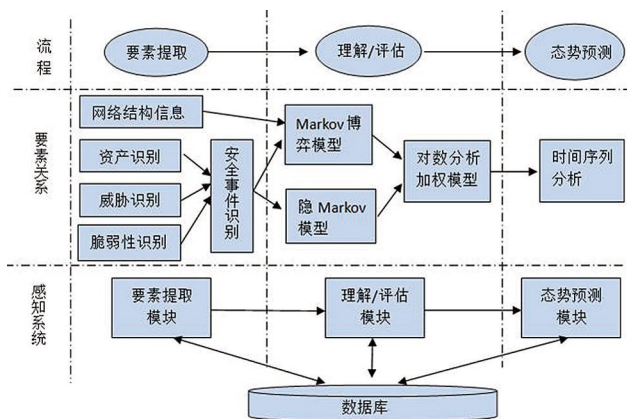 流程
要素提取
理解/评估
态势预测
要素关系
网络结构信息
资产识别
威胁识别
脆弱性识别
安全事件识别
Markov 博
弈模型
隐 Markov
模型
对数分析
加权模型
时间序列
分析
感知系统
要素提取
模块
理解/评估
模块
态势预测
模块
数据库